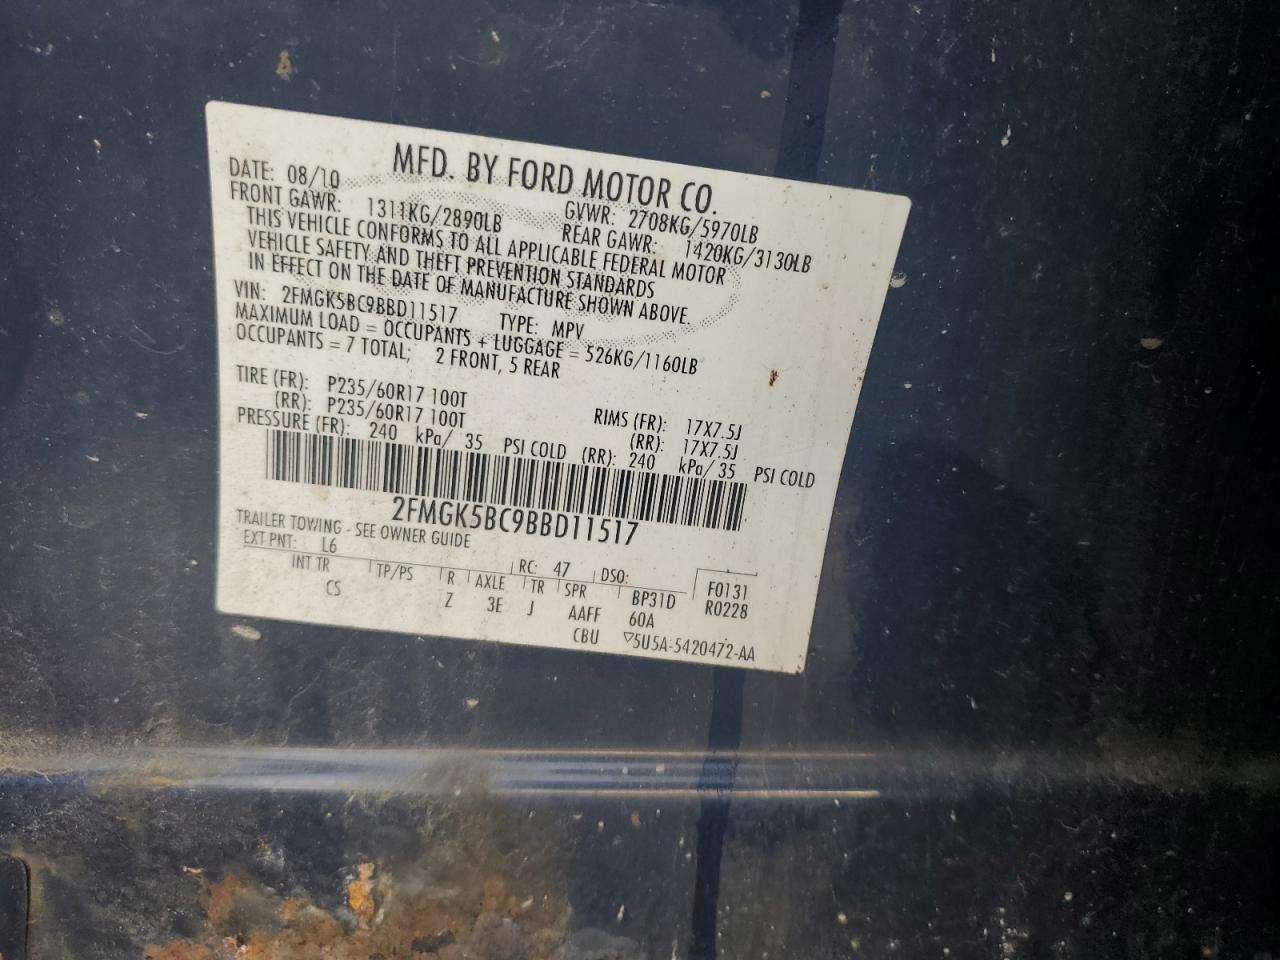 MFD. BY FORD MOTOR CO.
DATE: 08/10 GVWR: 2708KG/5970LB
FRONT GAWR: 1311KG/2890LB REAR GAWR: 1420KG/3130LB
THIS VEHICLE CONFORMS TO ALL APPLICABLE FEDERAL MOTOR
VEHICLE SAFETY AND THEFT PREVENTION STANDARDS
IN EFFECT ON THE DATE OF MANUFACTURE SHOWN ABOVE
VIN: 2FMGK5BC9BBD11517 TYPE: MPV
MAXIMUM LOAD = OCCUPANTS + LUGGAGE = 526KG/1160LB
OCCUPANTS = 7 TOTAL; 2 FRONT, 5 REAR
TIRE (FR): P235/60R17 100T RIMS (FR): 17X7.5J
(RR): P235/60R17 100T (RR): 17X7.5J
PRESSURE (FR): 240 kPa/ 35 PSI COLD (RR): 240 kPa/ 35 PSI COLD
2FMGK5BC9BBD11517
TRAILER TOWING - SEE OWNER GUIDE
EXT PNT: L6 RC: 47 DSO: F0131
INT TR TP/PS R AXLE TR SPR BP31D R0228
CS Z 3E J AAFF 60A
CBU ▽5U5A-5420472-AA